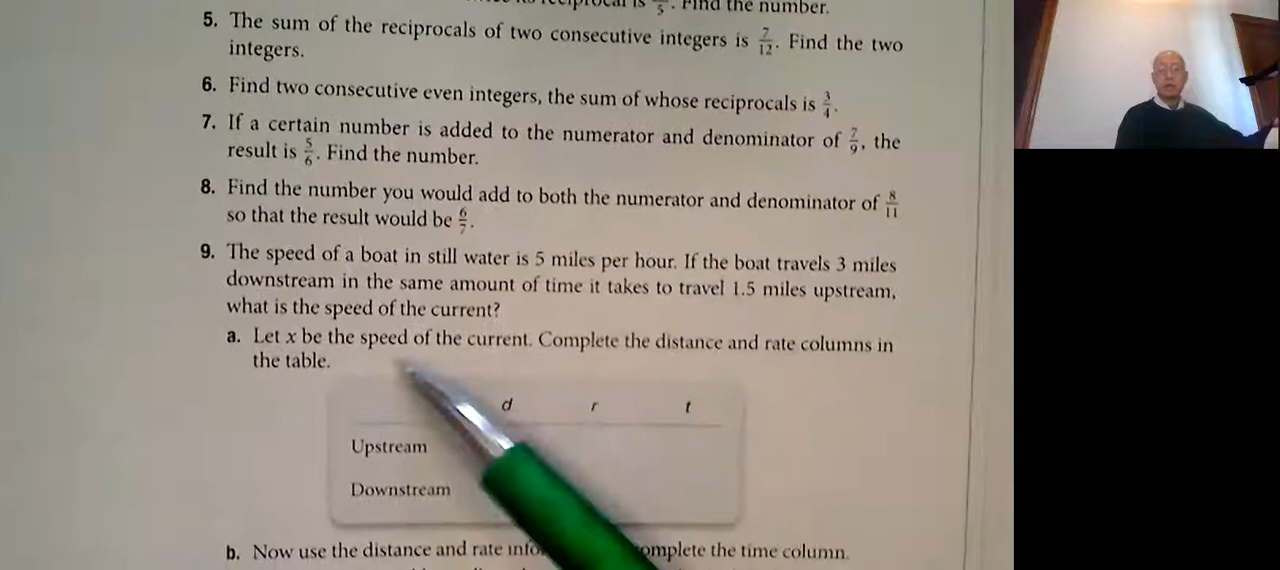 reciprocal is /5. Find the number.
5. The sum of the reciprocals of two consecutive integers is 7/12. Find the two
integers.
6. Find two consecutive even integers, the sum of whose reciprocals is 3/4.
7. If a certain number is added to the numerator and denominator of 7/9, the
result is 5/6. Find the number.
8. Find the number you would add to both the numerator and denominator of 8/11
so that the result would be 6/7.
9. The speed of a boat in still water is 5 miles per hour. If the boat travels 3 miles
downstream in the same amount of time it takes to travel 1.5 miles upstream,
what is the speed of the current?
a. Let x be the speed of the current. Complete the distance and rate columns in
the table.
d r t
Upstream
Downstream
b. Now use the distance and rate complete the time column.